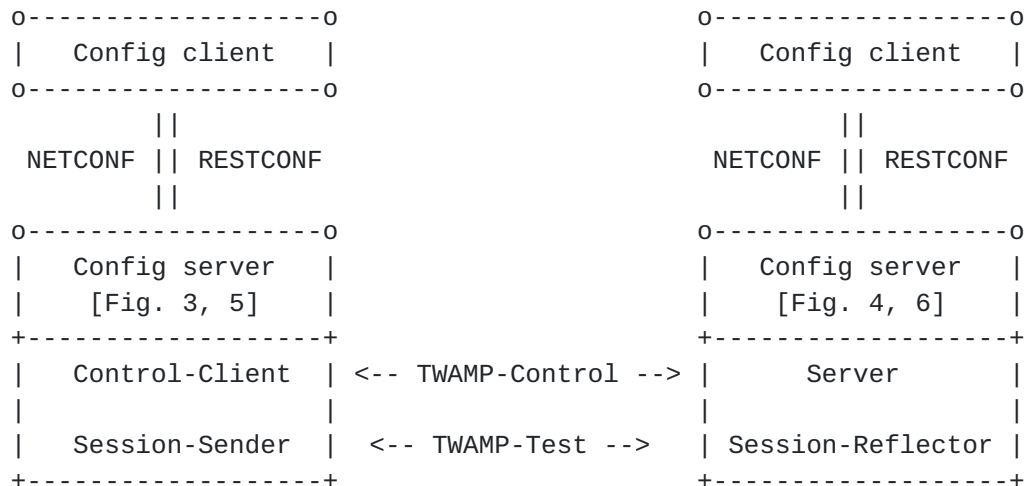 o-------------------o                       o-------------------o
|   Config client   |                       |   Config client   |
o-------------------o                       o-------------------o
         ||                                          ||
 NETCONF || RESTCONF                         NETCONF || RESTCONF
         ||                                          ||
o-------------------o                       o-------------------o
|   Config server   |                       |   Config server   |
|    [Fig. 3, 5]    |                       |    [Fig. 4, 6]    |
+-------------------+                       +-------------------+
|   Control-Client  | <-- TWAMP-Control --> |      Server       |
|                   |                       |                   |
|   Session-Sender  |  <-- TWAMP-Test -->   | Session-Reflector |
+-------------------+                       +-------------------+